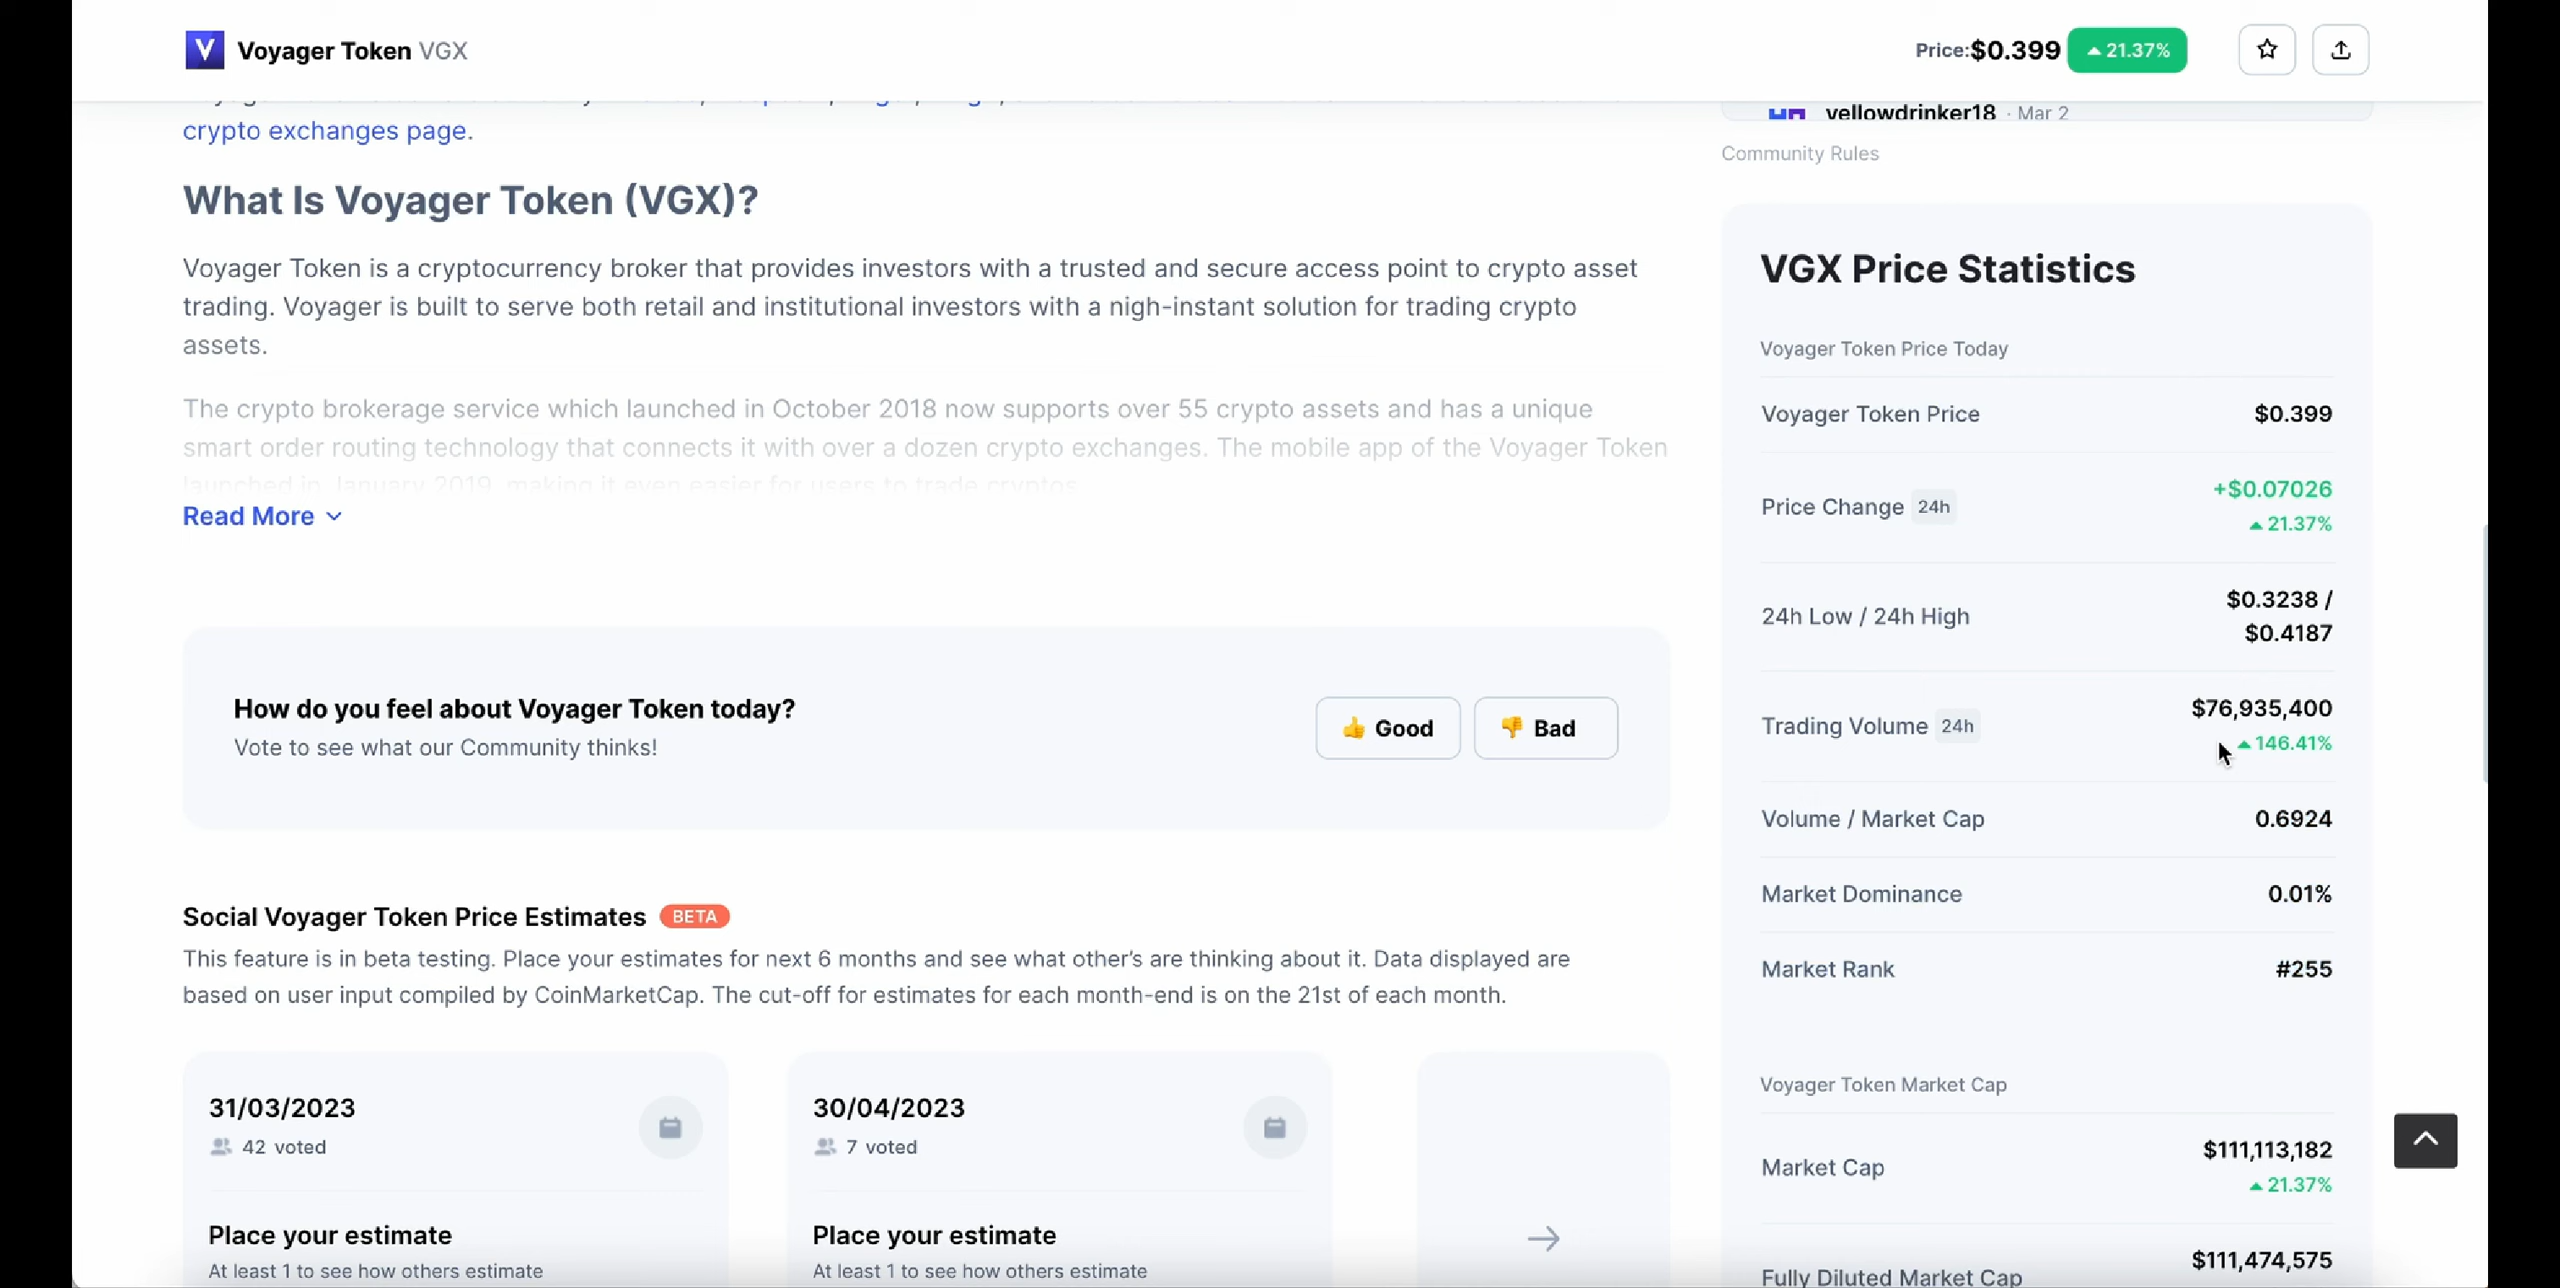 Voyager Token VGX
Price:$0.399 21.37%
crypto exchanges page.
What Is Voyager Token (VGX)?
Voyager Token is a cryptocurrency broker that provides investors with a trusted and secure access point to crypto asset
trading. Voyager is built to serve both retail and institutional investors with a nigh-instant solution for trading crypto
assets.
The crypto brokerage service which launched in October 2018 now supports over 55 crypto assets and has a unique
smart order routing technology that connects it with over a dozen crypto exchanges. The mobile app of the Voyager Token
launched in January 2019, making it even easier for users to trade cryptos.
Read More
How do you feel about Voyager Token today?
Vote to see what our Community thinks!
Good
Bad
Social Voyager Token Price Estimates BETA
This feature is in beta testing. Place your estimates for next 6 months and see what other's are thinking about it. Data displayed are
based on user input compiled by CoinMarketCap. The cut-off for estimates for each month-end is on the 21st of each month.
31/03/2023
42 voted
Place your estimate
At least 1 to see how others estimate
30/04/2023
7 voted
Place your estimate
At least 1 to see how others estimate
yellowdrinker18 · Mar 2
Community Rules
VGX Price Statistics
Voyager Token Price Today
Voyager Token Price $0.399
Price Change 24h +$0.07026
21.37%
24h Low / 24h High $0.3238 /
$0.4187
Trading Volume 24h $76,935,400
146.41%
Volume / Market Cap 0.6924
Market Dominance 0.01%
Market Rank #255
Voyager Token Market Cap
Market Cap $111,113,182
21.37%
Fully Diluted Market Cap $111,474,575